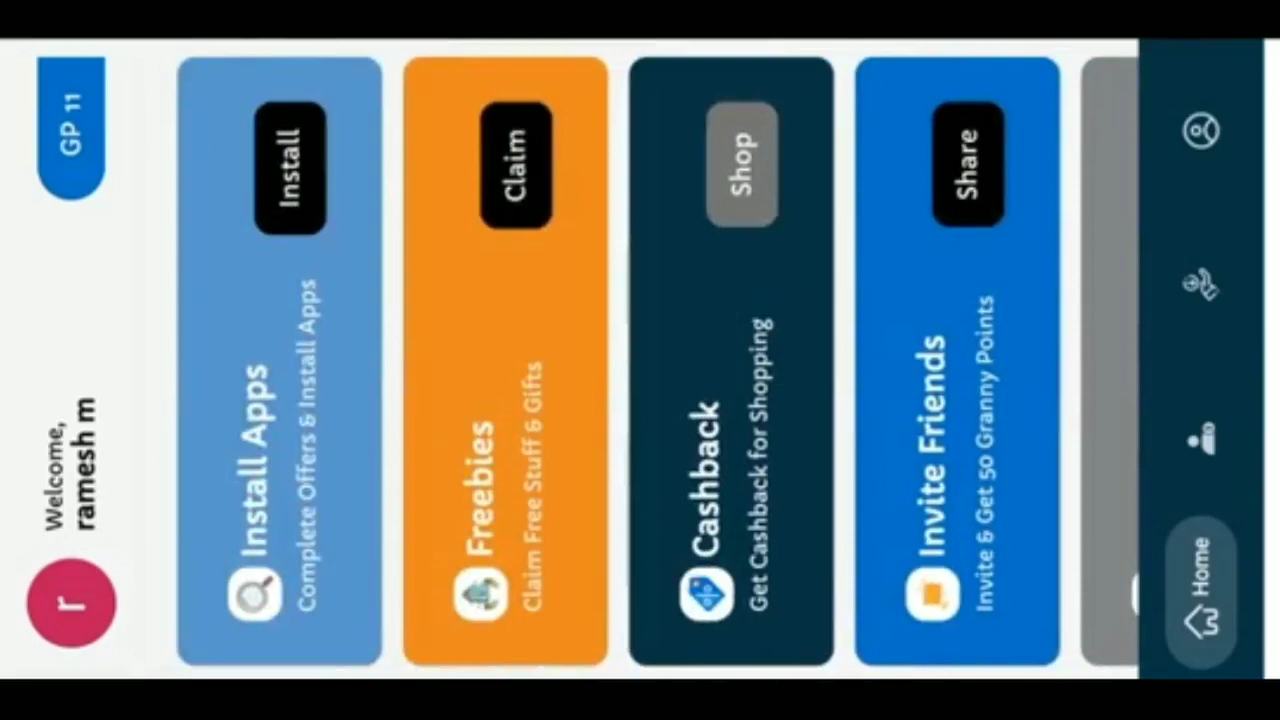 Welcome,
ramesh m
GP 11
Install Apps
Complete Offers & Install Apps
Install
Freebies
Claim Free Stuff & Gifts
Claim
Cashback
Get Cashback for Shopping
Shop
Invite Friends
Invite & Get 50 Granny Points
Share
Home